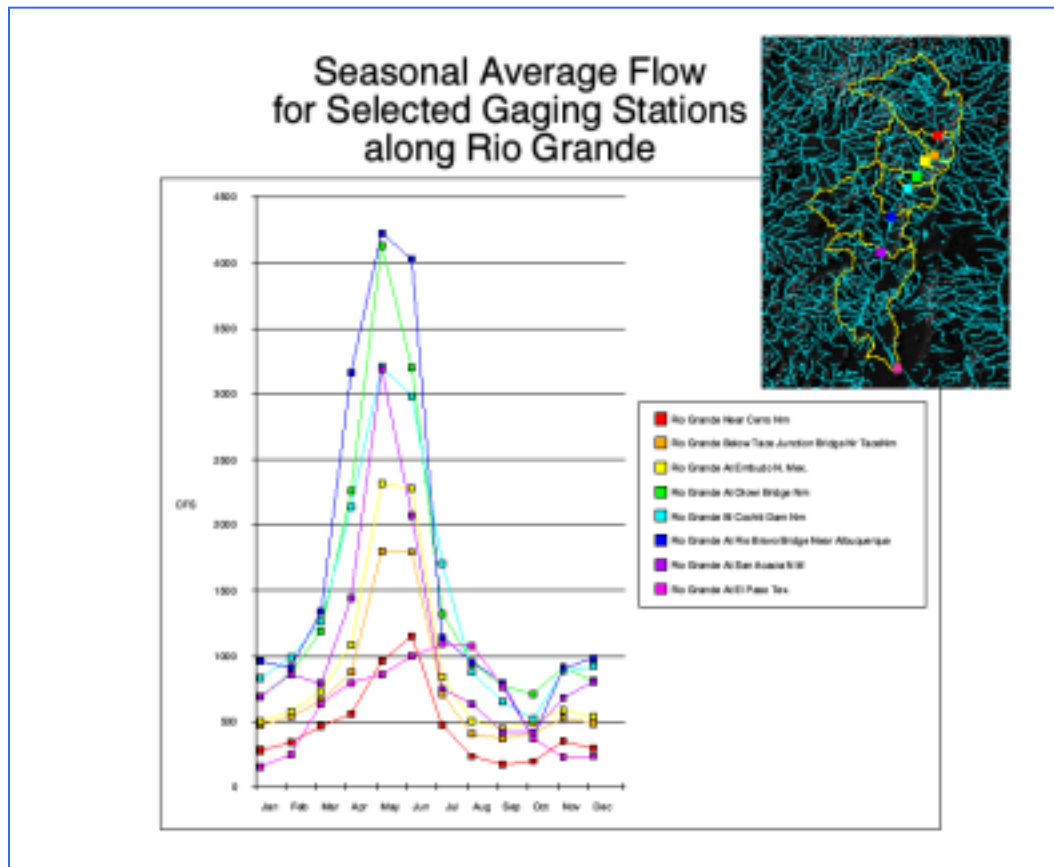 Seasonal Average Flow
for Selected Gaging Stations
along Rio Grande
4500
4000
3500
3000
2500
2000
1500
1000
500
0
CFS
Jan Feb Mar Apr May Jun Jul Aug Sep Oct Nov Dec
Rio Grande Near Cerro Nm
Rio Grande Below Taos Junction Bridge Nr Taos Nm
Rio Grande At Embudo N. Mex.
Rio Grande At Otowi Bridge Nm
Rio Grande Bl Cochiti Dam Nm
Rio Grande At Rio Bravo Bridge Near Albuquerque
Rio Grande At San Acacia N M
Rio Grande At El Paso Tex.